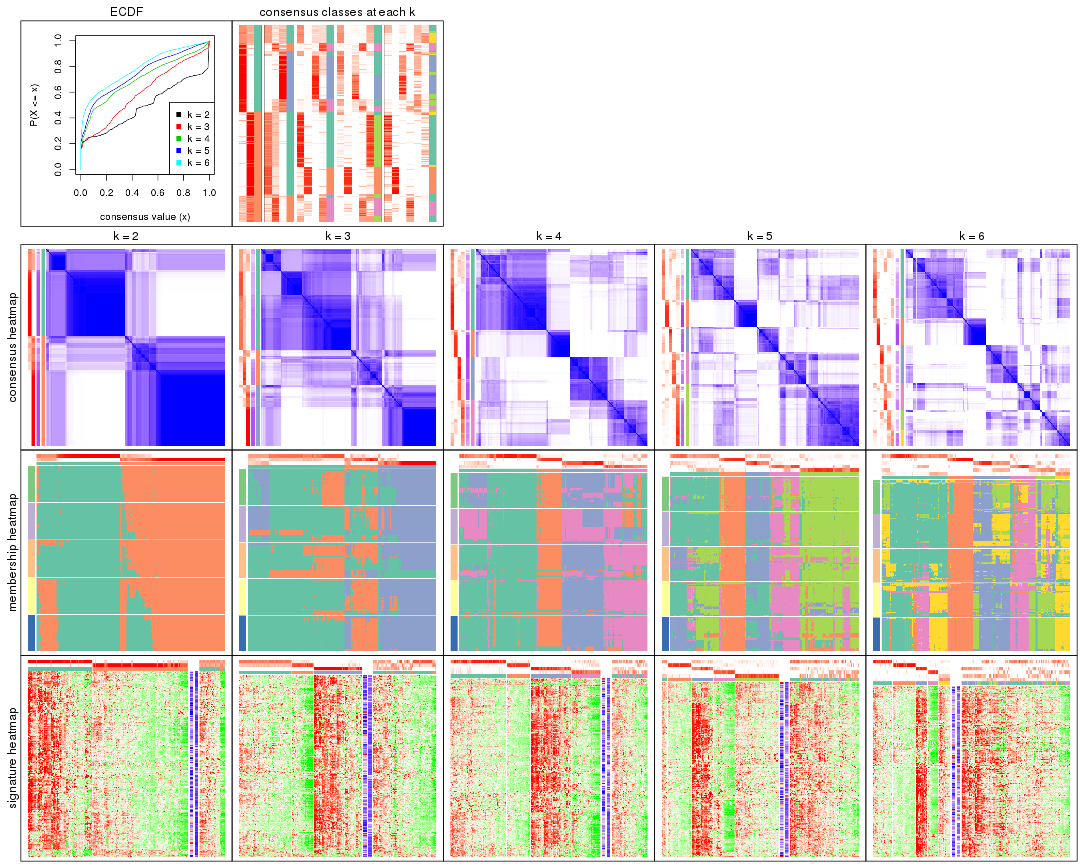 ECDF
consensus classes at each k
P(X <= x)
0.0 0.2 0.4 0.6 0.8 1.0
k = 2
k = 3
k = 4
k = 5
k = 6
0.0 0.2 0.4 0.6 0.8 1.0
consensus value (x)
k = 2 k = 3 k = 4 k = 5 k = 6
consensus heatmap
membership heatmap
signature heatmap